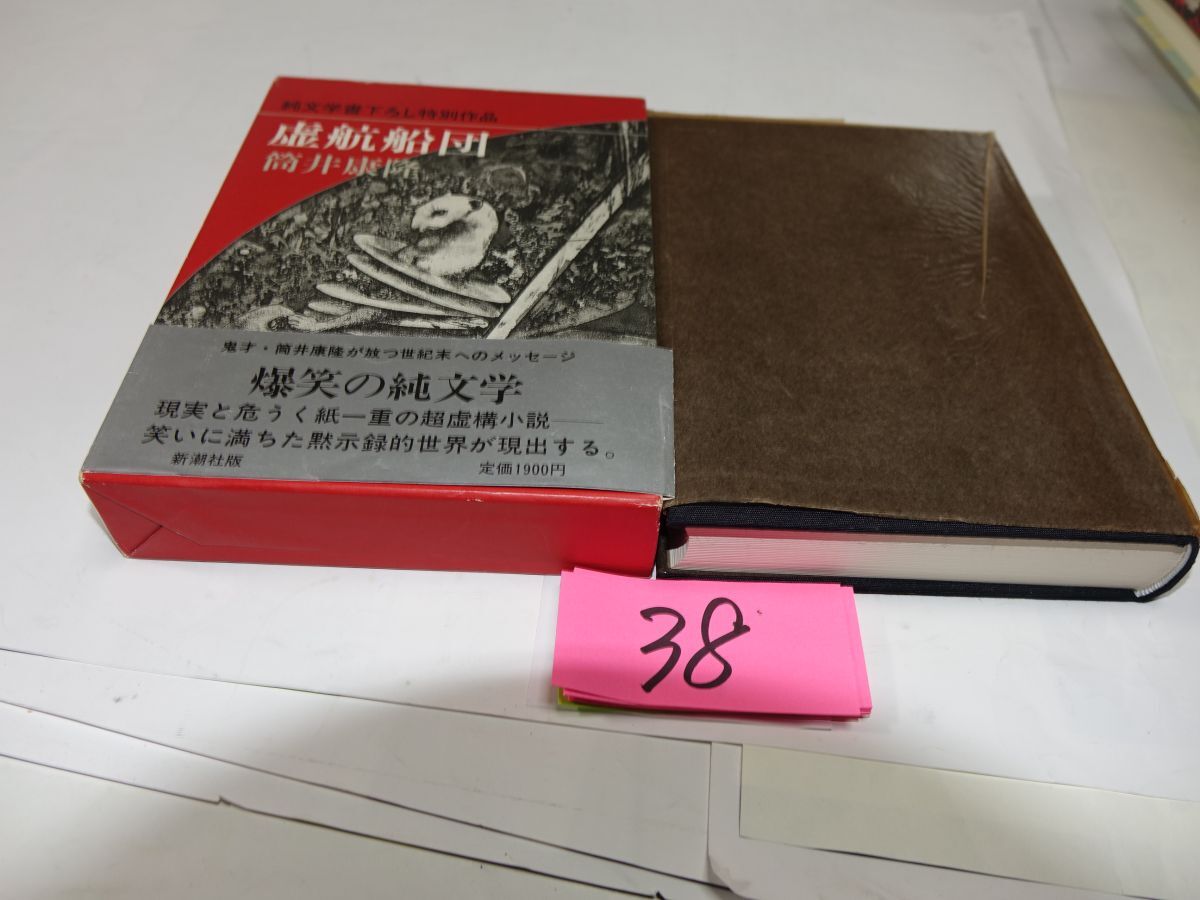 純文学書下ろし特別作品
虚航船団
筒井康隆
鬼才・筒井康隆が放つ世紀末へのメッセージ
爆笑の純文学
現実と危うく紙一重の超虚構小説──
笑いに満ちた黙示録的世界が現出する。
新潮社版 定価1900円
38